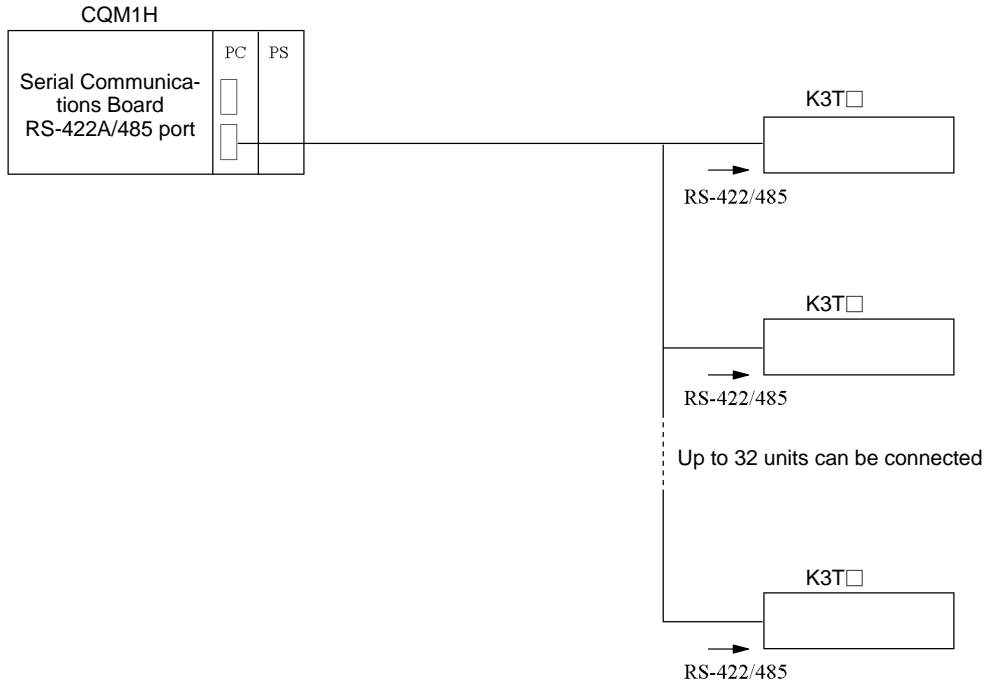 CQM1H
PC PS
Serial Communica-
tions Board
RS-422A/485 port
K3T□
RS-422/485
K3T□
RS-422/485
Up to 32 units can be connected
K3T□
RS-422/485